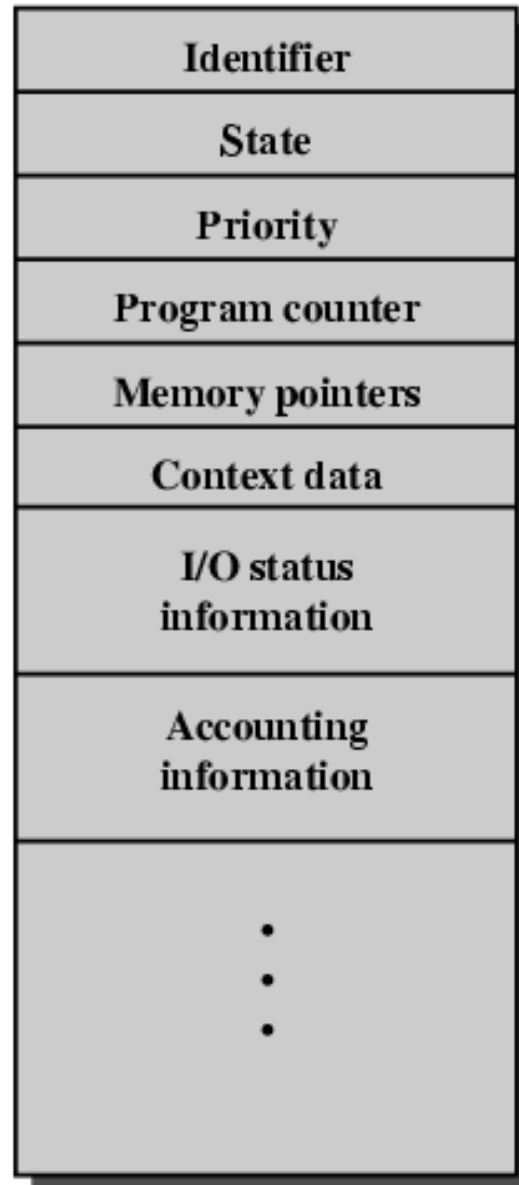 Identifier
State
Priority
Program counter
Memory pointers
Context data
I/O status
information
Accounting
information